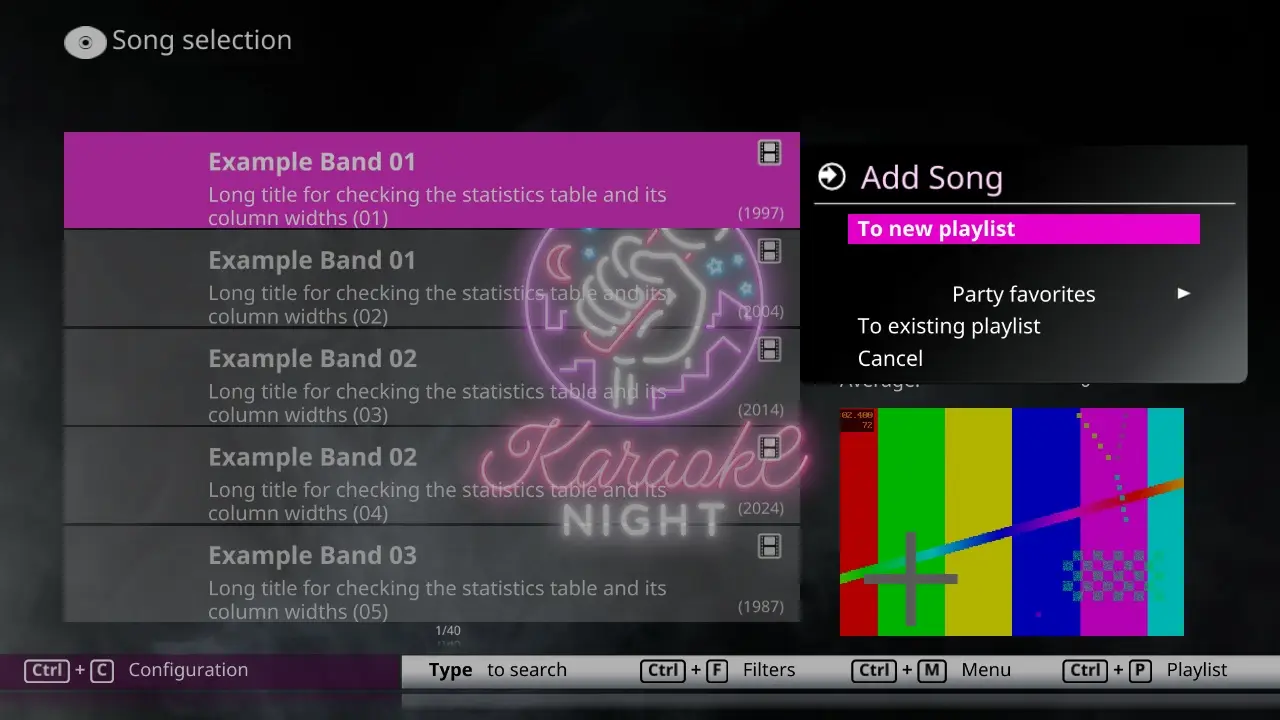 Song selection
Example Band 01
Long title for checking the statistics table and its
column widths (01)
(1997)
Example Band 01
Long title for checking the statistics table and its
column widths (02)
(2004)
Example Band 02
Long title for checking the statistics table and its
column widths (03)
(2014)
Example Band 02
Long title for checking the statistics table and its
column widths (04)
(2024)
Example Band 03
Long title for checking the statistics table and its
column widths (05)
(1987)
1/40
Karaoke
NIGHT
Add Song
To new playlist
Party favorites
To existing playlist
Cancel
02.400
72
Ctrl + C Configuration
Type to search
Ctrl + F Filters
Ctrl + M Menu
Ctrl + P Playlist